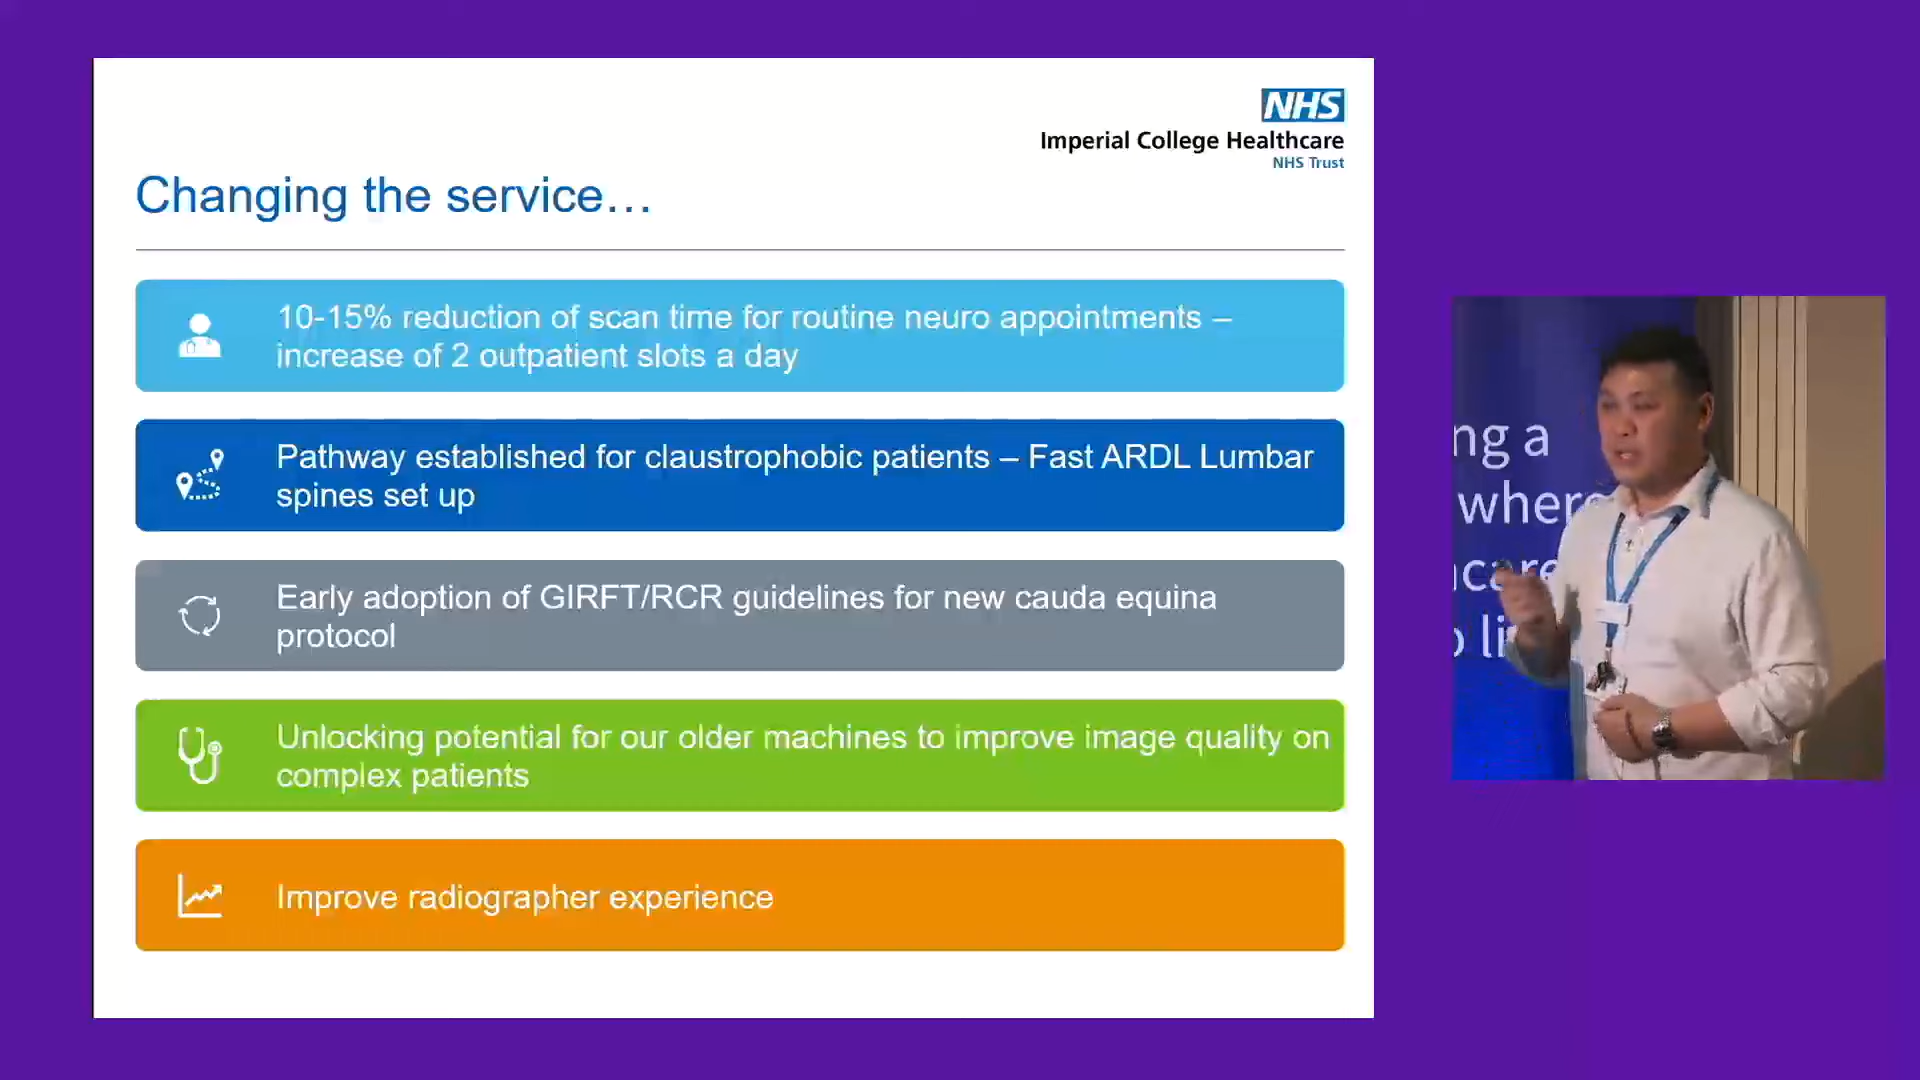 NHS
Imperial College Healthcare
NHS Trust
Changing the service…
10-15% reduction of scan time for routine neuro appointments –
increase of 2 outpatient slots a day
Pathway established for claustrophobic patients – Fast ARDL Lumbar
spines set up
Early adoption of GIRFT/RCR guidelines for new cauda equina
protocol
Unlocking potential for our older machines to improve image quality on
complex patients
Improve radiographer experience
ng a
where
care
li